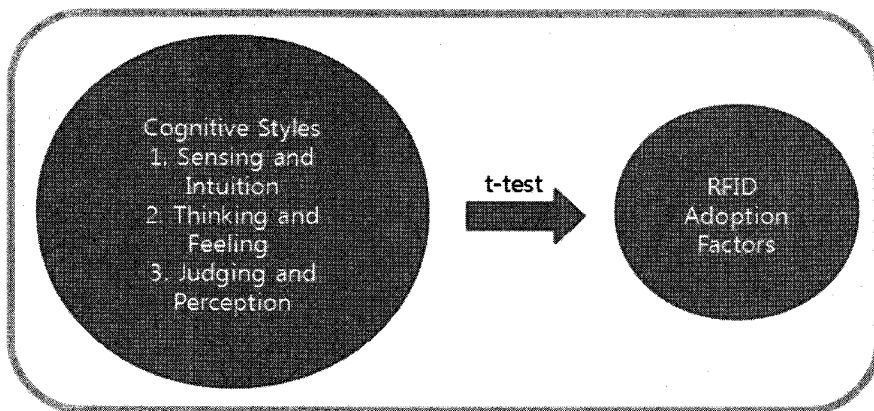 Cognitive Styles
1. Sensing and
Intuition
2. Thinking and
Feeling
3. Judging and
Perception
t-test
RFID
Adoption
Factors